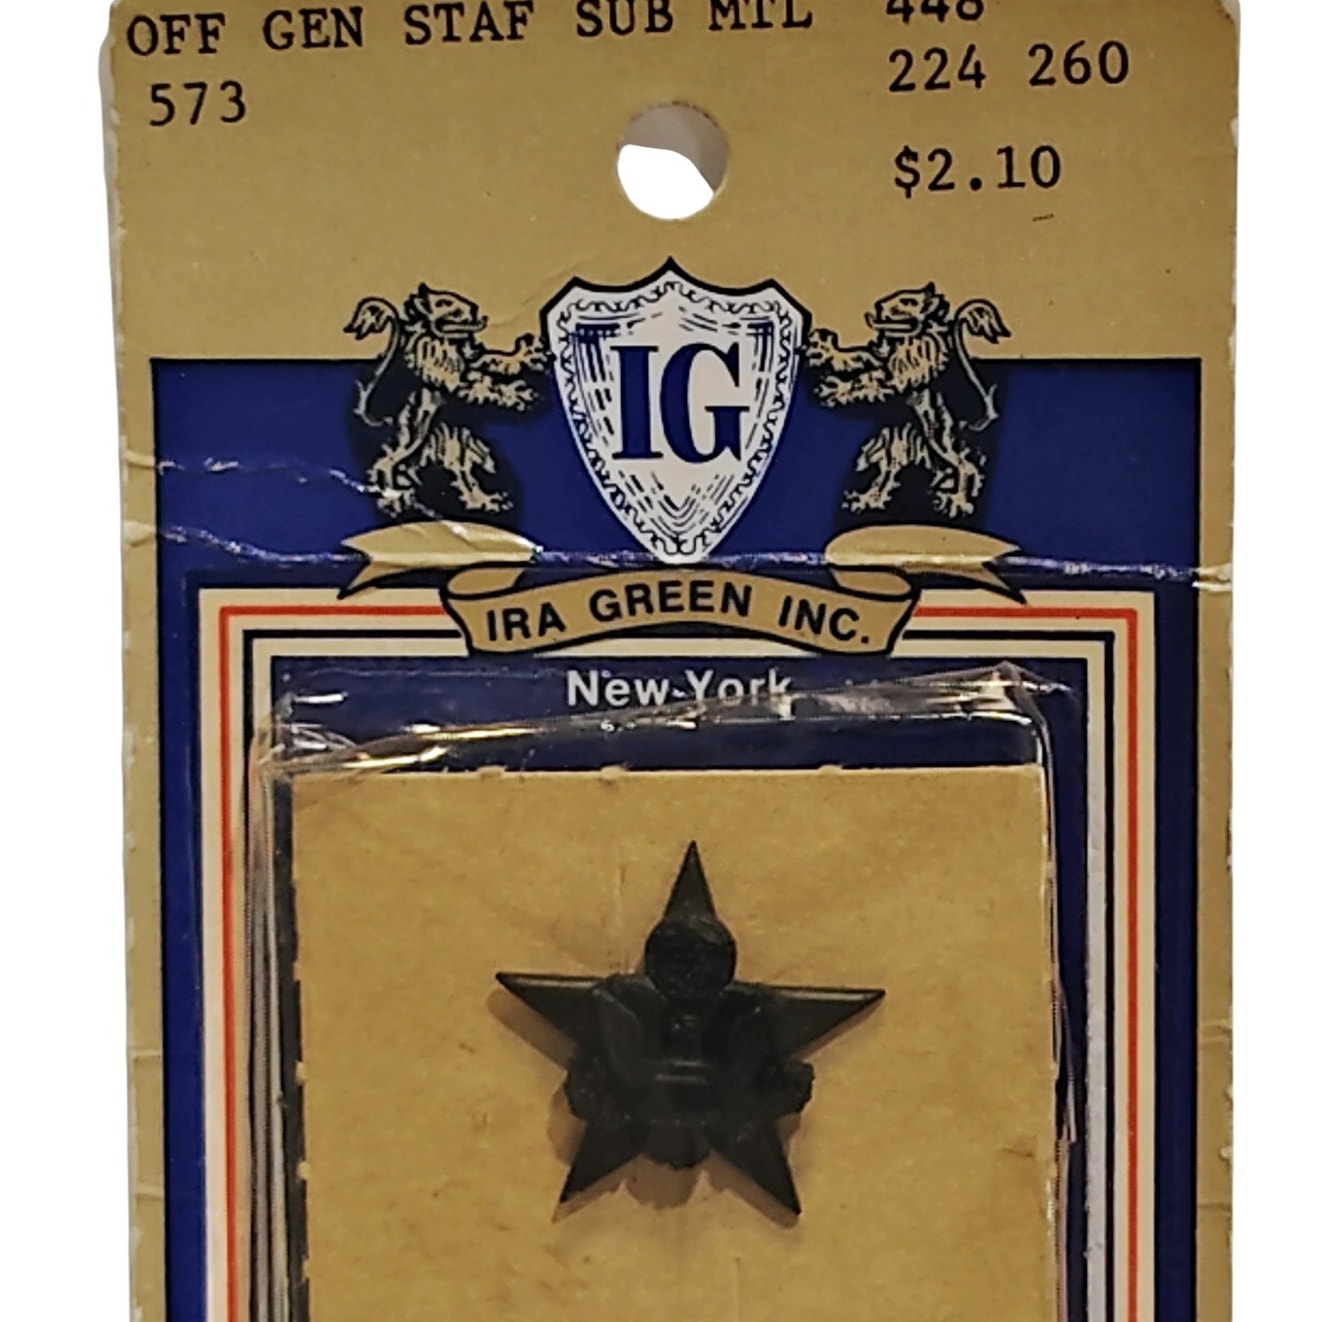 OFF GEN STAF SUB MTL 448
573 224 260
$2.10
IG
IRA GREEN INC.
New-York